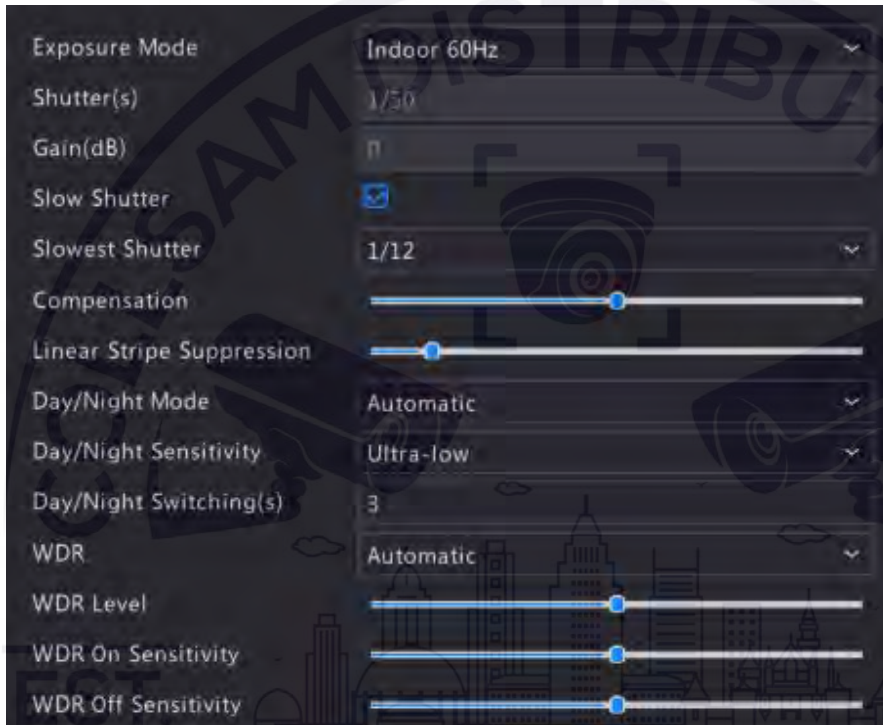 Exposure Mode Indoor 60Hz
Shutter(s) 1/50
Gain(dB)
Slow Shutter
Slowest Shutter 1/12
Compensation
Linear Stripe Suppression
Day/Night Mode Automatic
Day/Night Sensitivity Ultra-low
Day/Night Switching(s) 3
WDR Automatic
WDR Level
WDR On Sensitivity
WDR Off Sensitivity